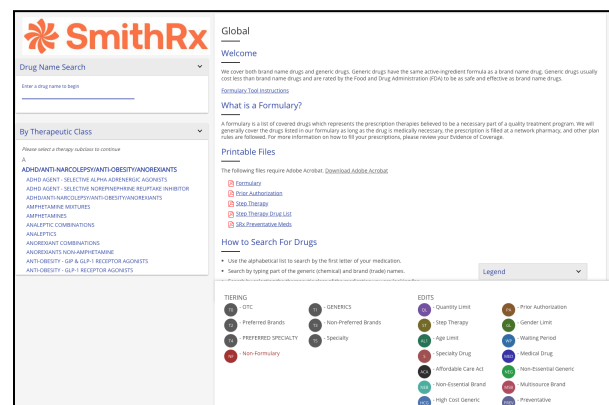 SmithRx
Drug Name Search
Enter a drug name to begin
By Therapeutic Class
Please select a therapy subclass to continue
A
ADHD/ANTI-NARCOLEPSY/ANTI-OBESITY/ANOREXIANTS
ADHD AGENT - SELECTIVE ALPHA ADRENERGIC AGONISTS
ADHD AGENT - SELECTIVE NOREPINEPHRINE REUPTAKE INHIBITOR
ADHD/ANTI-NARCOLEPSY/ANTI-OBESITY/ANOREXIANTS
AMPHETAMINE MIXTURES
AMPHETAMINES
ANALEPTIC COMBINATIONS
ANALEPTICS
ANOREXIANT COMBINATIONS
ANOREXIANTS NON-AMPHETAMINE
ANTI-OBESITY - GIP & GLP-1 RECEPTOR AGONISTS
ANTI-OBESITY - GLP-1 RECEPTOR AGONISTS
Global
Welcome
We cover both brand name drugs and generic drugs. Generic drugs have the same active-ingredient formula as a brand name drug. Generic drugs usually
cost less than brand name drugs and are rated by the Food and Drug Administration (FDA) to be as safe and effective as brand name drugs.
Formulary Tool Instructions
What is a Formulary?
A formulary is a list of covered drugs which represents the prescription therapies believed to be a necessary part of a quality treatment program. We will
generally cover the drugs listed in our formulary as long as the drug is medically necessary, the prescription is filled at a network pharmacy, and other plan
rules are followed. For more information on how to fill your prescriptions, please review your Evidence of Coverage.
Printable Files
The following files require Adobe Acrobat. Download Adobe Acrobat
Formulary
Prior Authorization
Step Therapy
Step Therapy Drug List
SRx Preventative Meds
How to Search For Drugs
• Use the alphabetical list to search by the first letter of your medication.
• Search by typing part of the generic (chemical) and brand (trade) names.
Legend
TIERING
T0 - OTC
T1 - GENERICS
T2 - Preferred Brands
T3 - Non-Preferred Brands
T4 - PREFERRED SPECIALTY
T5 - Specialty
NF - Non-Formulary
EDITS
QL - Quantity Limit
PA - Prior Authorization
ST - Step Therapy
GL - Gender Limit
ALT - Age Limit
WP - Waiting Period
S - Specialty Drug
MED - Medical Drug
ACA - Affordable Care Act
NEG - Non-Essential Generic
NEB - Non-Essential Brand
MSB - Multisource Brand
HCG - High Cost Generic
PREV - Preventative